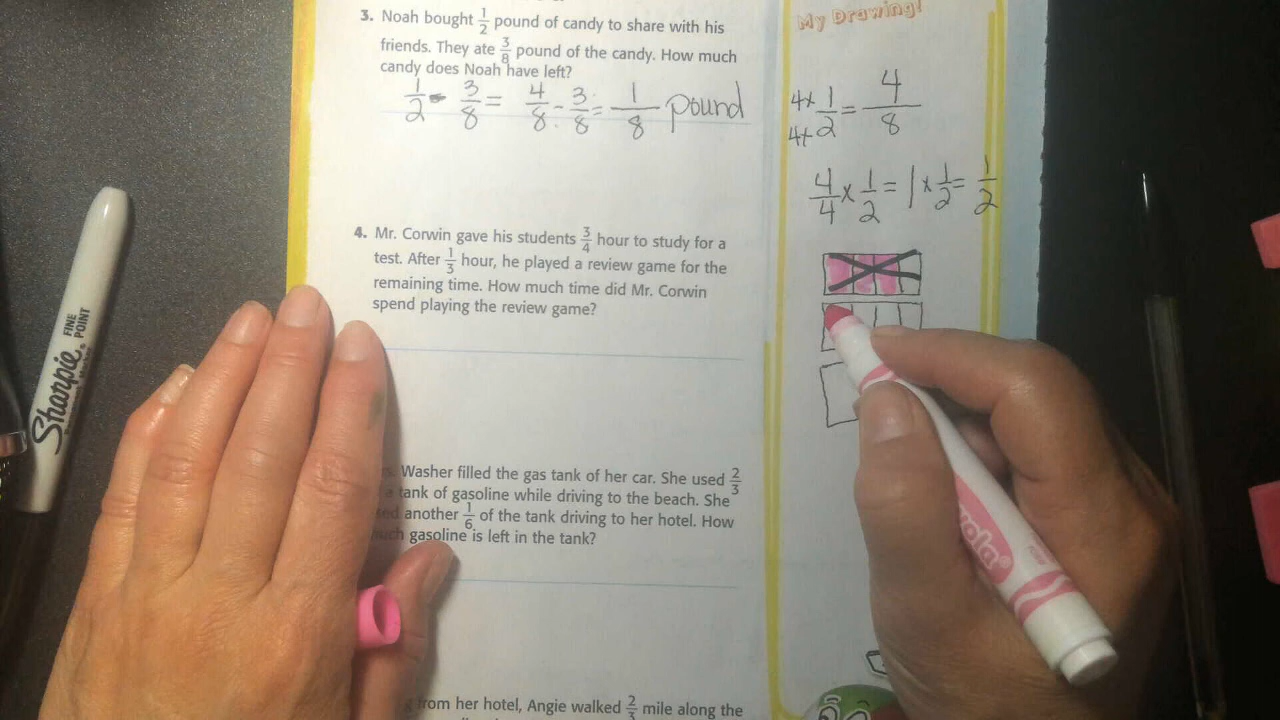 3. Noah bought 1/2 pound of candy to share with his
friends. They ate 3/8 pound of the candy. How much
candy does Noah have left?
1/2 - 3/8 = 4/8 - 3/8 = 1/8 pound
4. Mr. Corwin gave his students 3/4 hour to study for a
test. After 1/3 hour, he played a review game for the
remaining time. How much time did Mr. Corwin
spend playing the review game?
Washer filled the gas tank of her car. She used 2/3
tank of gasoline while driving to the beach. She
another 1/6 of the tank driving to her hotel. How
gasoline is left in the tank?
from her hotel, Angie walked 2/3 mile along the
My Drawing!
4x 1/2 = 4/8
4x
4/4 x 1/2 = 1 x 1/2 = 1/2
Sharpie
FINE
POINT